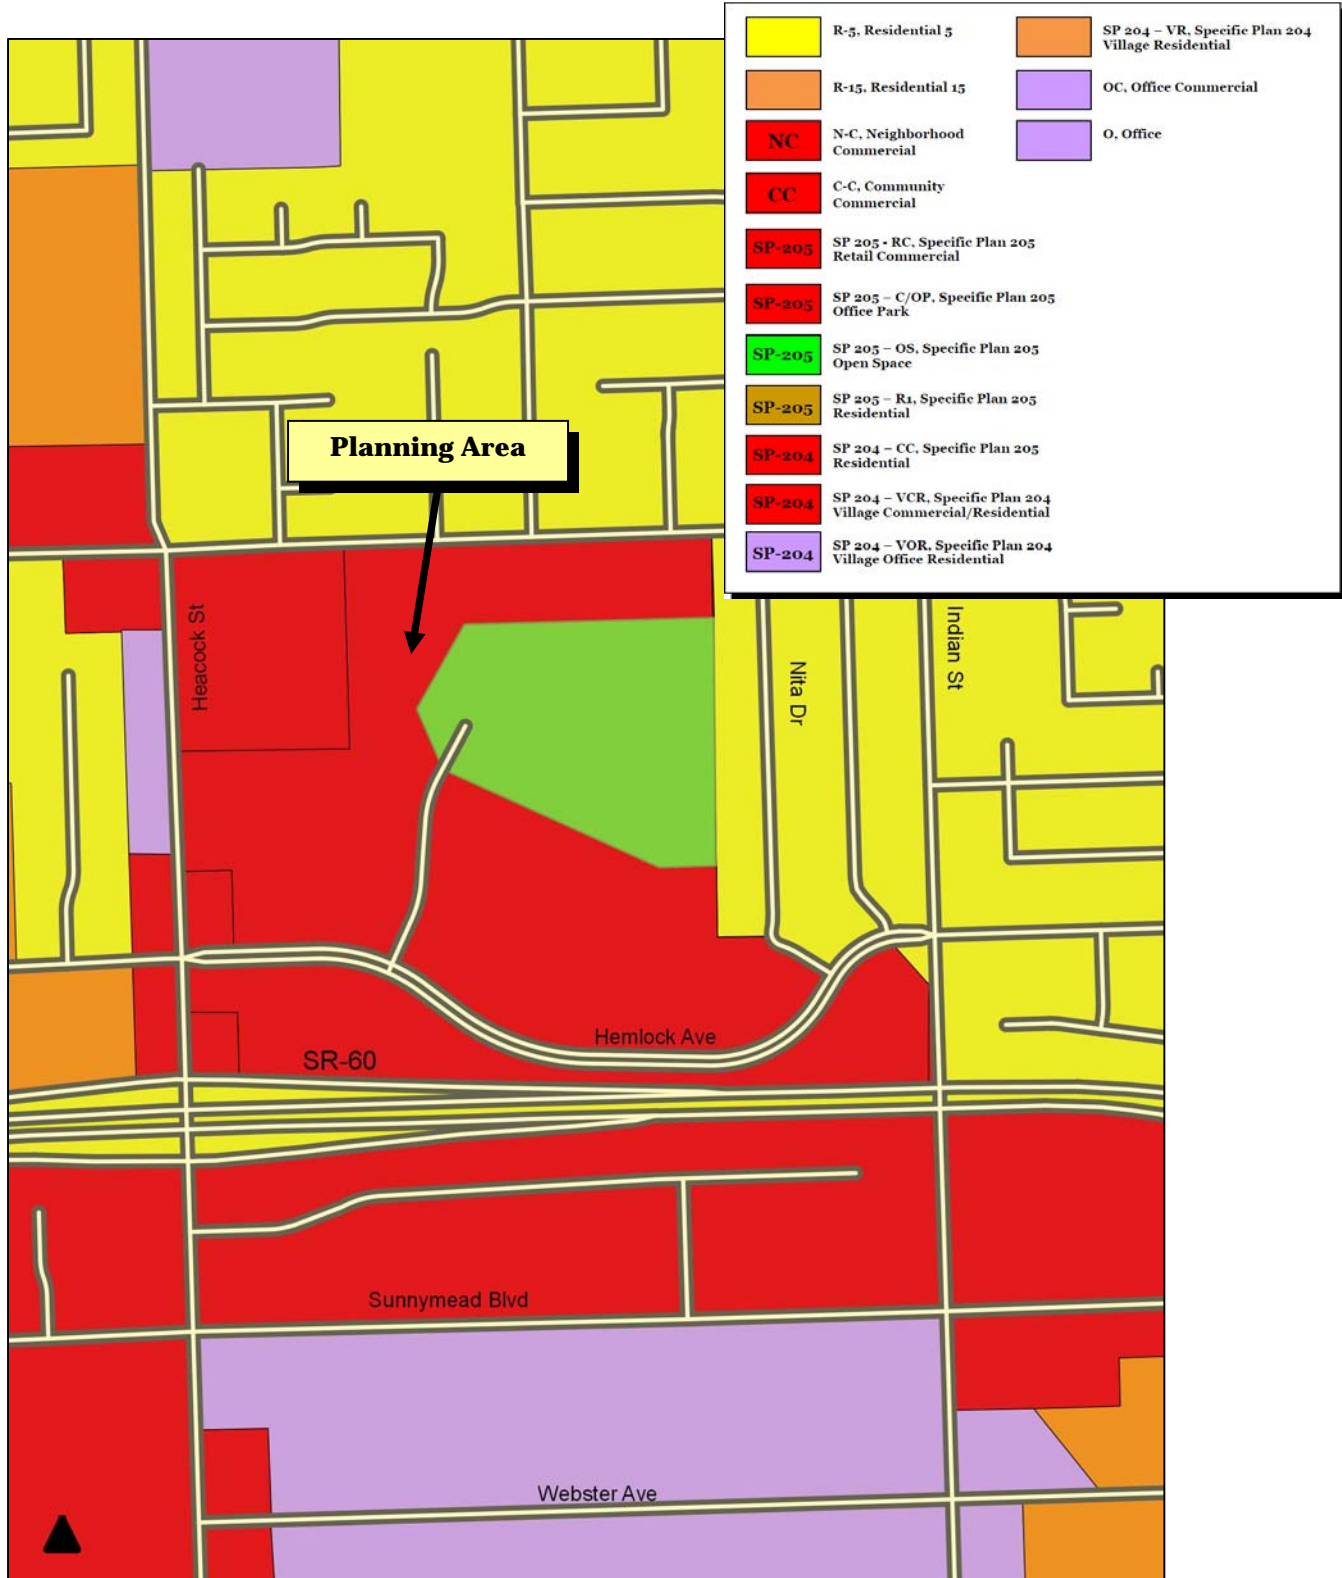 R-5, Residential 5
R-15, Residential 15
NC
N-C, Neighborhood
Commercial
CC
C-C, Community
Commercial
SP-205
SP 205 - RC, Specific Plan 205
Retail Commercial
SP-205
SP 205 – C/OP, Specific Plan 205
Office Park
SP-205
SP 205 – OS, Specific Plan 205
Open Space
SP-205
SP 205 – R1, Specific Plan 205
Residential
SP-204
SP 204 – CC, Specific Plan 205
Residential
SP-204
SP 204 – VCR, Specific Plan 204
Village Commercial/Residential
SP-204
SP 204 – VOR, Specific Plan 204
Village Office Residential
SP 204 – VR, Specific Plan 204
Village Residential
OC, Office Commercial
O, Office
Planning Area
Heacock St
Nita Dr
Indian St
Hemlock Ave
SR-60
Sunnymead Blvd
Webster Ave